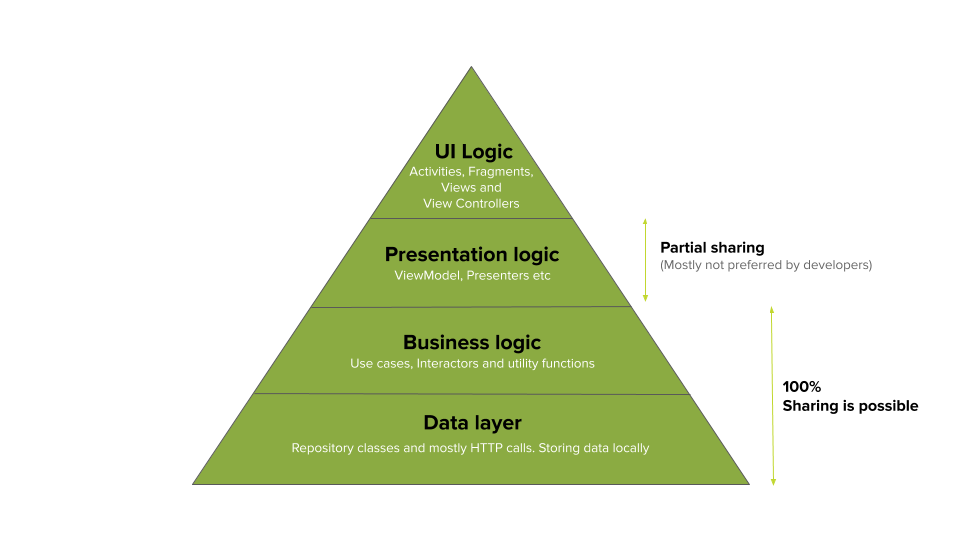 UI Logic
Activities, Fragments,
Views and
View Controllers
Presentation logic
ViewModel, Presenters etc
Partial sharing
(Mostly not preferred by developers)
Business logic
Use cases, Interactors and utility functions
100%
Sharing is possible
Data layer
Repository classes and mostly HTTP calls. Storing data locally